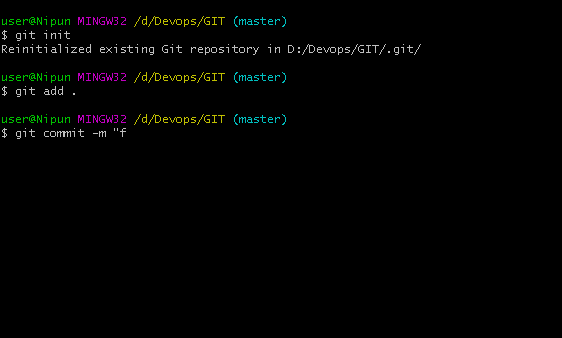 user@Nipun MINGW32 /d/Devops/GIT (master)
$ git init
Reinitialized existing Git repository in D:/Devops/GIT/.git/
user@Nipun MINGW32 /d/Devops/GIT (master)
$ git add .
user@Nipun MINGW32 /d/Devops/GIT (master)
$ git commit -m "f